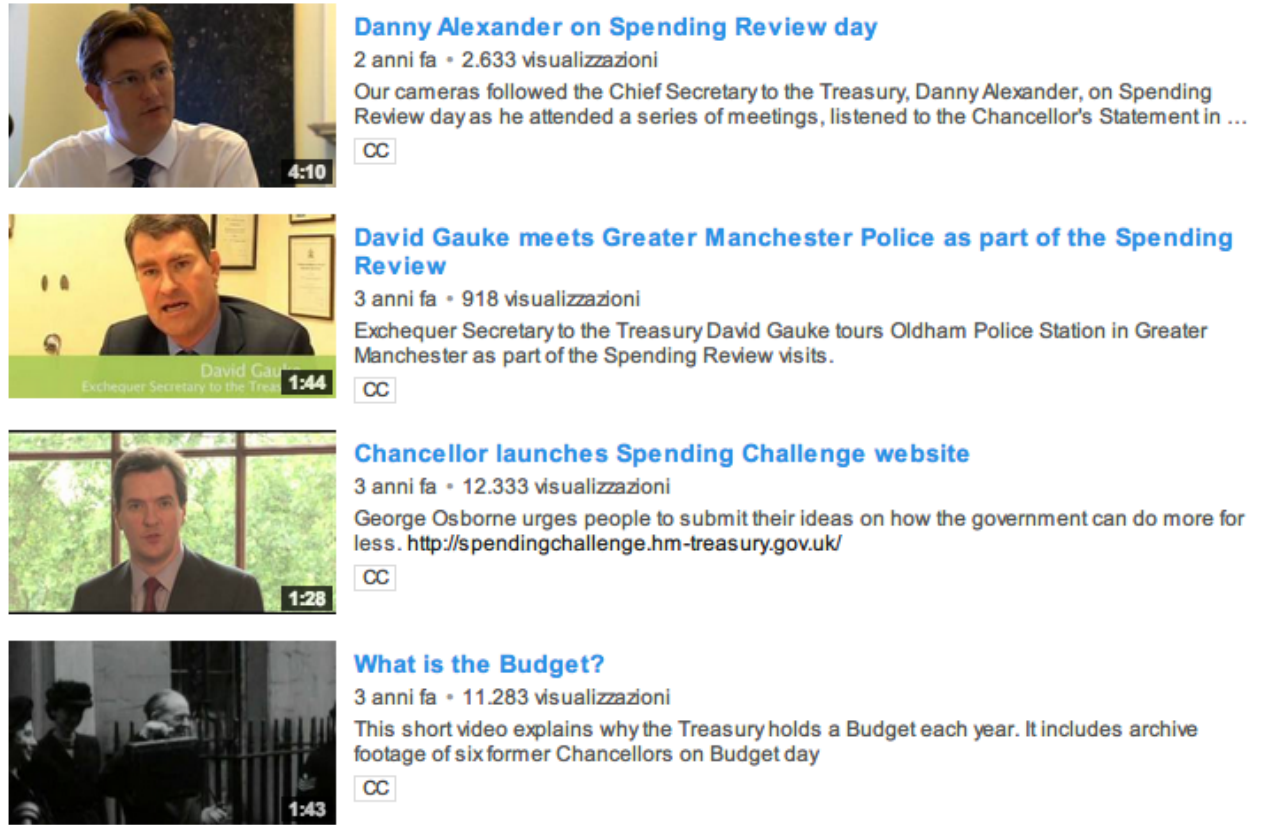 Danny Alexander on Spending Review day
2 anni fa • 2.633 visualizzazioni
Our cameras followed the Chief Secretary to the Treasury, Danny Alexander, on Spending
Review day as he attended a series of meetings, listened to the Chancellor's Statement in ...
CC
4:10
David Gauke meets Greater Manchester Police as part of the Spending
Review
3 anni fa • 918 visualizzazioni
Exchequer Secretary to the Treasury David Gauke tours Oldham Police Station in Greater
Manchester as part of the Spending Review visits.
CC
David Gauke
Exchequer Secretary to the Treas
1:44
Chancellor launches Spending Challenge website
3 anni fa • 12.333 visualizzazioni
George Osborne urges people to submit their ideas on how the government can do more for
less. http://spendingchallenge.hm-treasury.gov.uk/
CC
1:28
What is the Budget?
3 anni fa • 11.283 visualizzazioni
This short video explains why the Treasury holds a Budget each year. It includes archive
footage of six former Chancellors on Budget day
CC
1:43